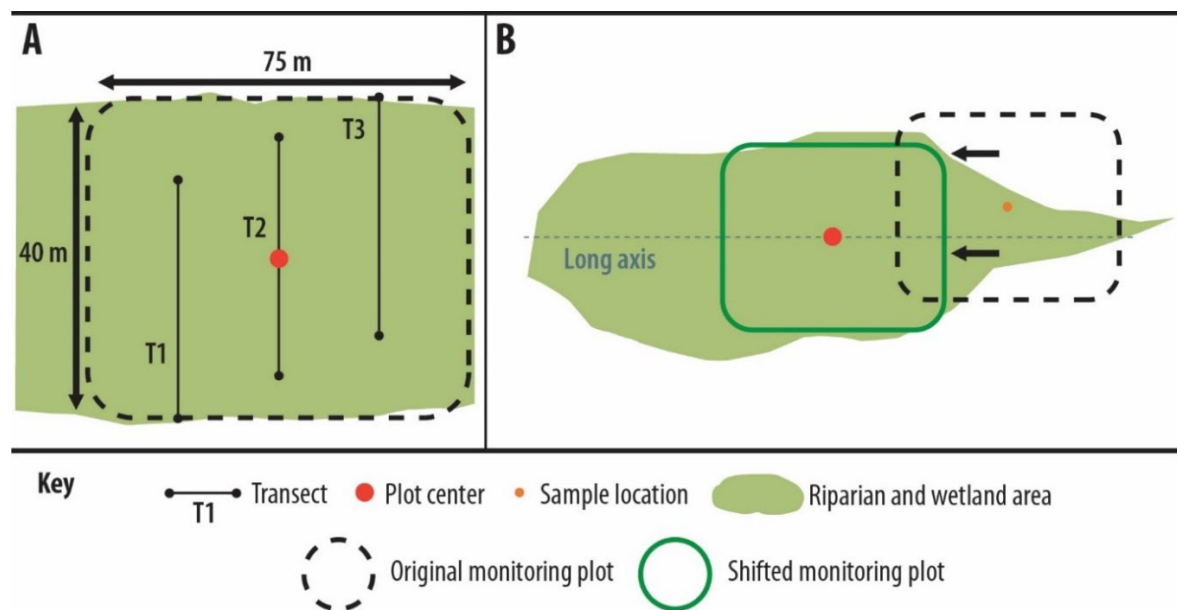 A
75 m
T3
T2
40 m
T1
B
Long axis
Key
Transect
T1
Plot center
Sample location
Riparian and wetland area
Original monitoring plot
Shifted monitoring plot